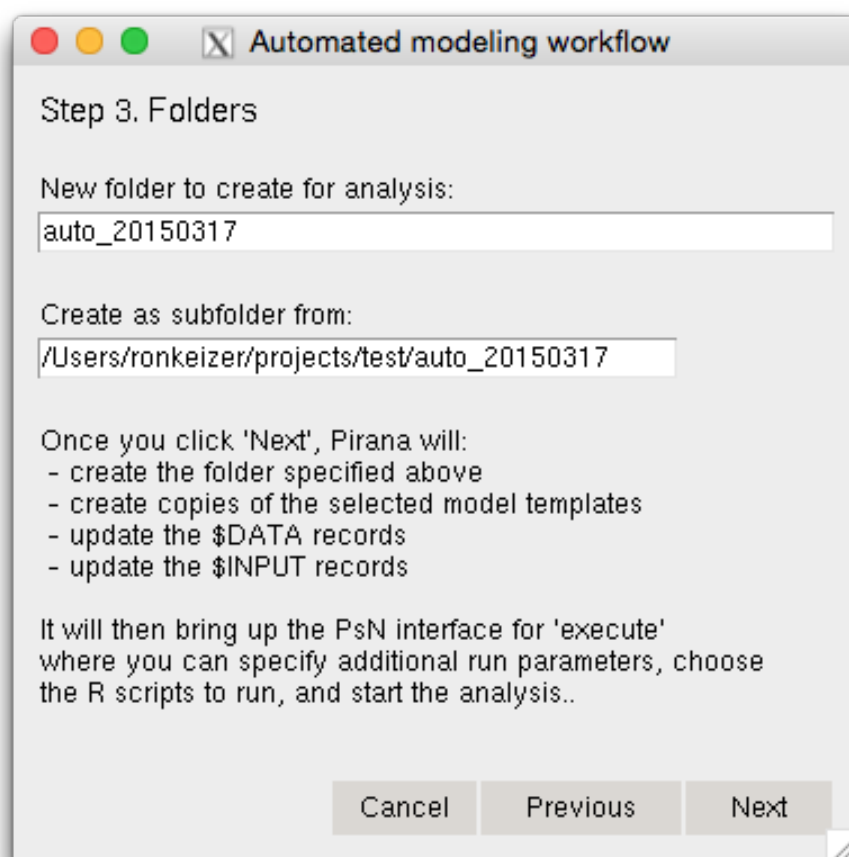 Automated modeling workflow
Step 3. Folders
New folder to create for analysis:
auto_20150317
Create as subfolder from:
/Users/ronkeizer/projects/test/auto_20150317
Once you click 'Next', Pirana will:
- create the folder specified above
- create copies of the selected model templates
- update the $DATA records
- update the $INPUT records
It will then bring up the PsN interface for 'execute'
where you can specify additional run parameters, choose
the R scripts to run, and start the analysis..
Cancel Previous Next